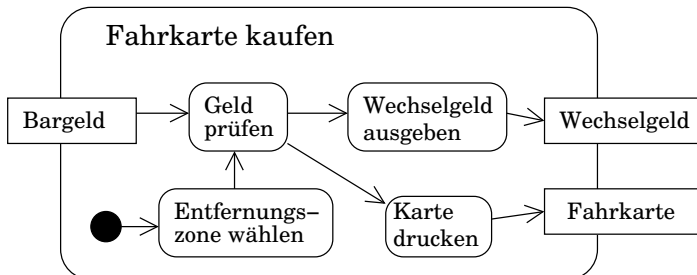 Fahrkarte kaufen
Bargeld
Geld
prüfen
Wechselgeld
ausgeben
Wechselgeld
Entfernungs–
zone wählen
Karte
drucken
Fahrkarte